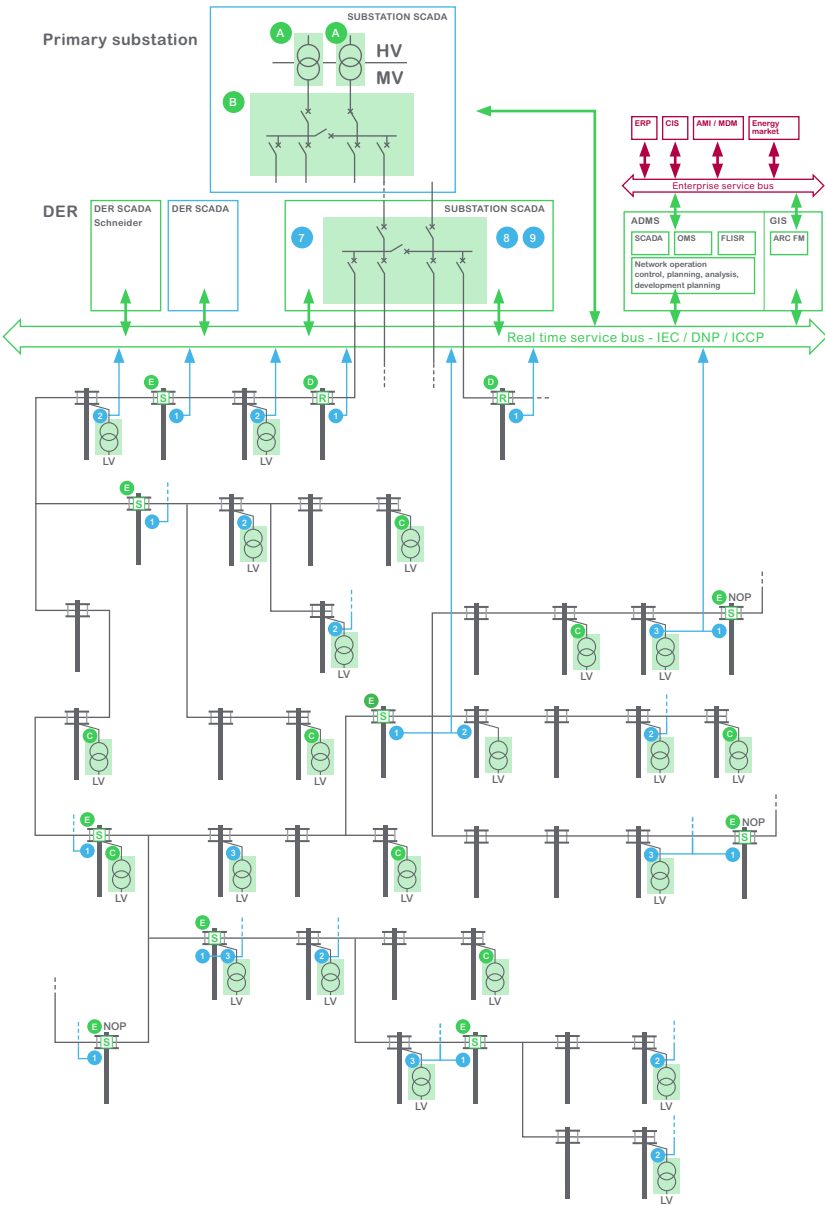 SUBSTATION SCADA
Primary substation
A
A
HV
MV
B
ERP
CIS
AMI / MDM
Energy
market
Enterprise service bus
DER
DER SCADA
Schneider
DER SCADA
SUBSTATION SCADA
7
8
9
ADMS
GIS
SCADA
OMS
FLISR
ARC FM
Network operation
control, planning, analysis,
development planning
Real time service bus - IEC / DNP / ICCP
E
D
D
S
R
R
2
1
2
1
1
LV
LV
E
S
1
2
C
LV
LV
E NOP
S
2
C
3
1
LV
LV
LV
E
S
C
C
1
2
2
C
LV
LV
LV
LV
LV
E
E NOP
S
S
1
C
3
C
3
1
LV
LV
LV
LV
E
S
1
3
2
C
LV
LV
LV
E NOP
E
S
S
1
3
1
2
LV
LV
2
LV